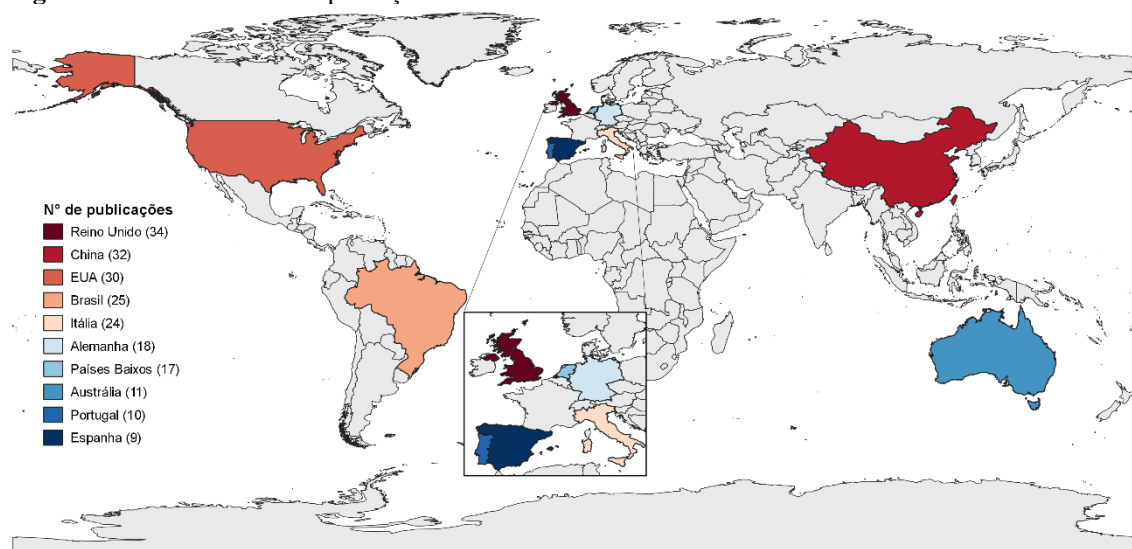 N° de publicações
Reino Unido (34)
China (32)
EUA (30)
Brasil (25)
Itália (24)
Alemanha (18)
Países Baixos (17)
Austrália (11)
Portugal (10)
Espanha (9)